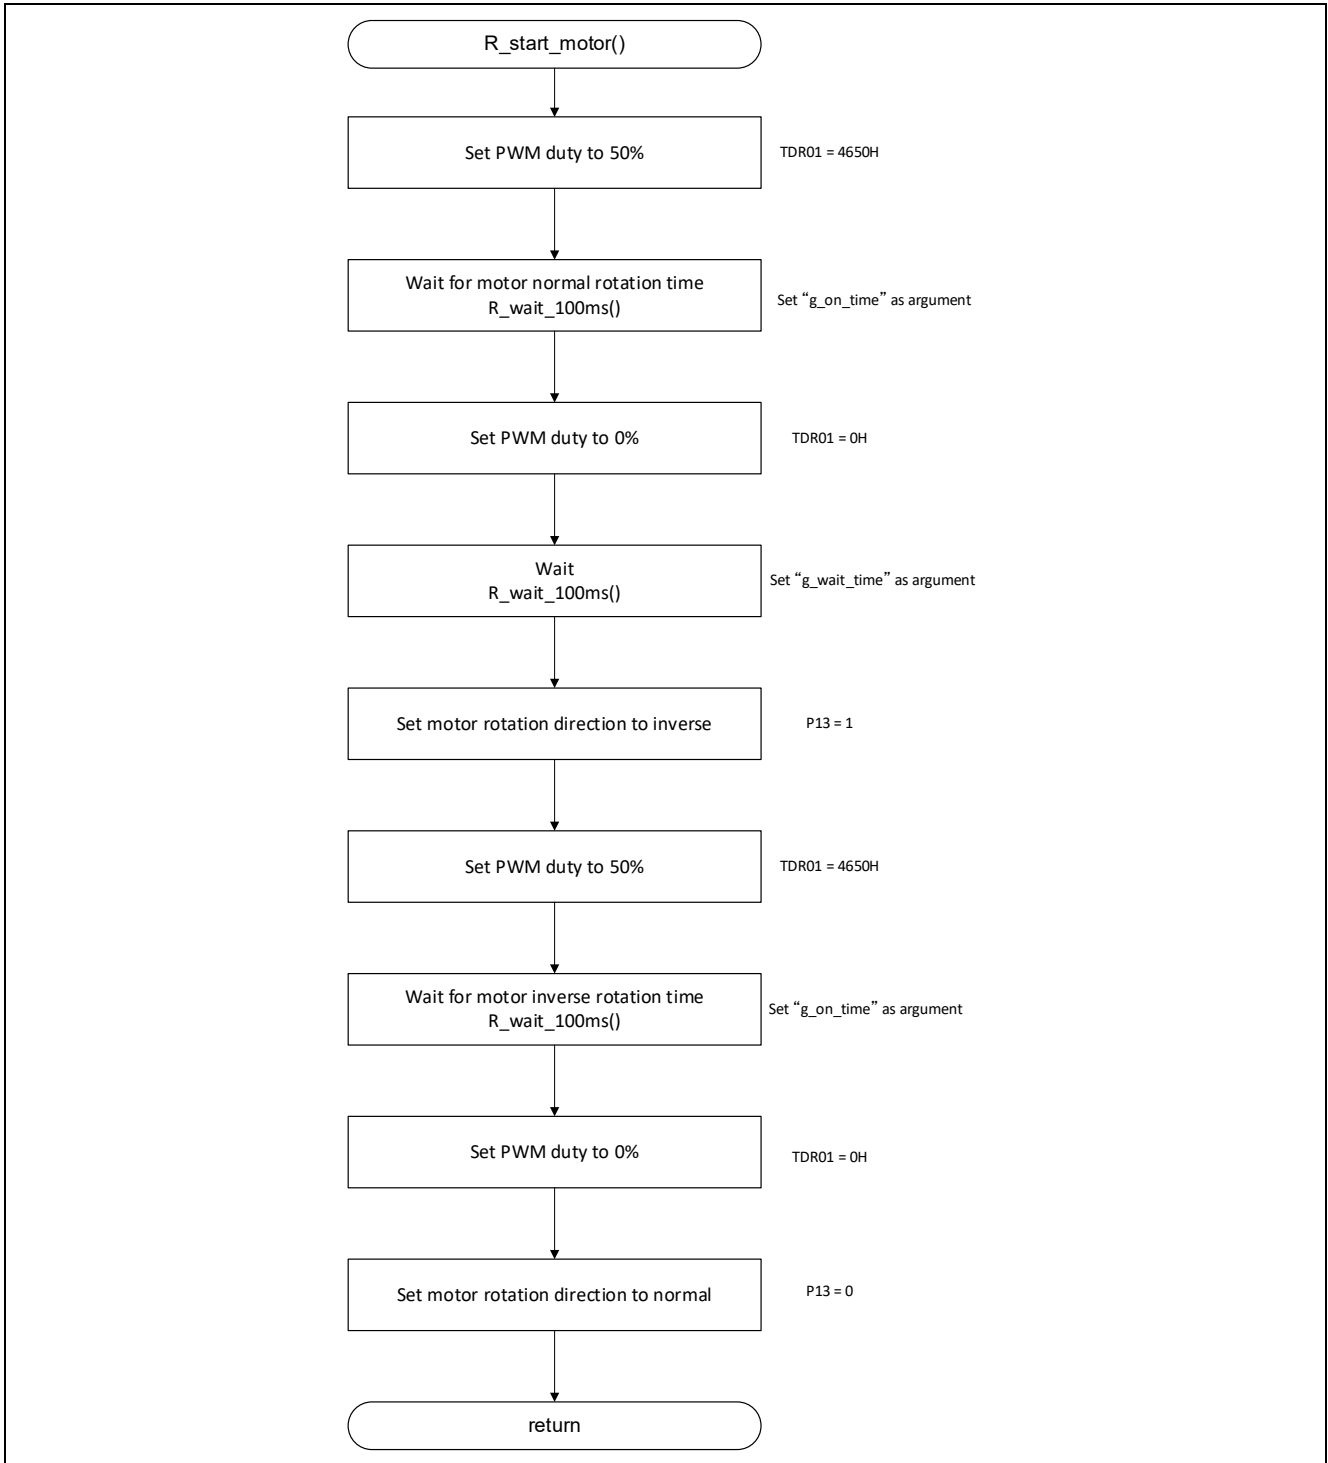 R_start_motor()
Set PWM duty to 50%
TDR01 = 4650H
Wait for motor normal rotation time
R_wait_100ms()
Set “g_on_time” as argument
Set PWM duty to 0%
TDR01 = 0H
Wait
R_wait_100ms()
Set “g_wait_time” as argument
Set motor rotation direction to inverse
P13 = 1
Set PWM duty to 50%
TDR01 = 4650H
Wait for motor inverse rotation time
R_wait_100ms()
Set “g_on_time” as argument
Set PWM duty to 0%
TDR01 = 0H
Set motor rotation direction to normal
P13 = 0
return